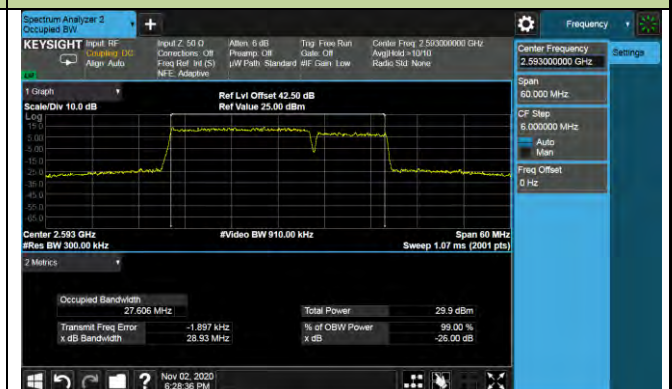 Spectrum Analyzer 2
Occupied BW
+
Frequency
KEYSIGHT Input: RF
Coupling: DC
Align: Auto
Input Z: 50 Ω
Corrections: Off
Freq Ref: Int (S)
NFE: Adaptive
Atten: 6 dB
Preamp: Off
µW Path: Standard
Trig: Free Run
Gate: Off
#IF Gain: Low
Center Freq: 2.593000000 GHz
Avg|Hold:>10/10
Radio Std: None
Center Frequency
2.593000000 GHz
Settings
Span
60.000 MHz
CF Step
6.000000 MHz
Auto
Man
Freq Offset
0 Hz
1 Graph
Scale/Div 10.0 dB
Ref Lvl Offset 42.50 dB
Ref Value 25.00 dBm
Log
15.0
5.00
-5.00
-15.0
-25.0
-35.0
-45.0
-55.0
-65.0
Center 2.593 GHz
#Res BW 300.00 kHz
#Video BW 910.00 kHz
Span 60 MHz
Sweep 1.07 ms (2001 pts)
2 Metrics
Occupied Bandwidth
27.606 MHz
Total Power 29.9 dBm
Transmit Freq Error -1.897 kHz
% of OBW Power 99.00 %
x dB Bandwidth 28.93 MHz
x dB -26.00 dB
?
Nov 02, 2020
6:28:36 PM